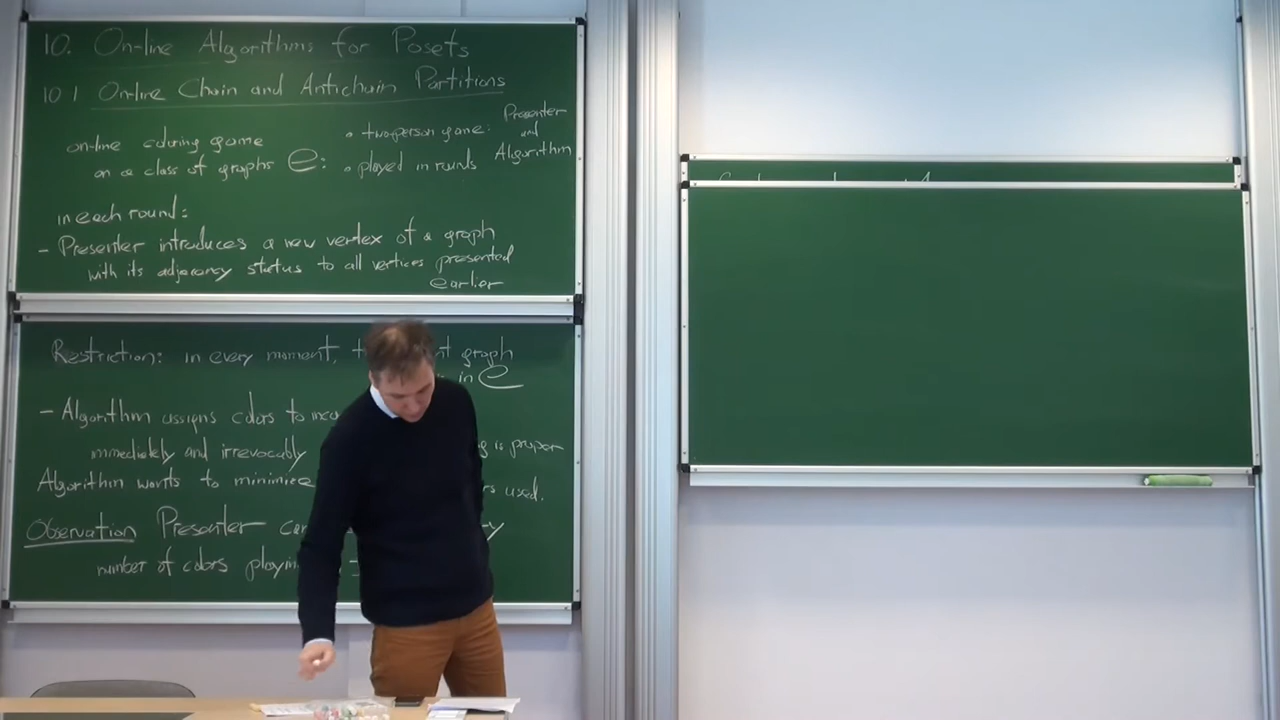 10. On-line Algorithms for Posets
10.1 On-line Chain and Antichain Partitions
on-line coloring game
on a class of graphs C:
• two-person game: Presenter and Algorithm
• played in rounds
in each round:
- Presenter introduces a new vertex of a graph
with its adjacency status to all vertices presented
earlier
Restriction: in every moment, graph
in C
- Algorithm assigns colors to
immediately and irrevocably is proper
Algorithm wants to minimize used.
Observation Presenter
number of colors